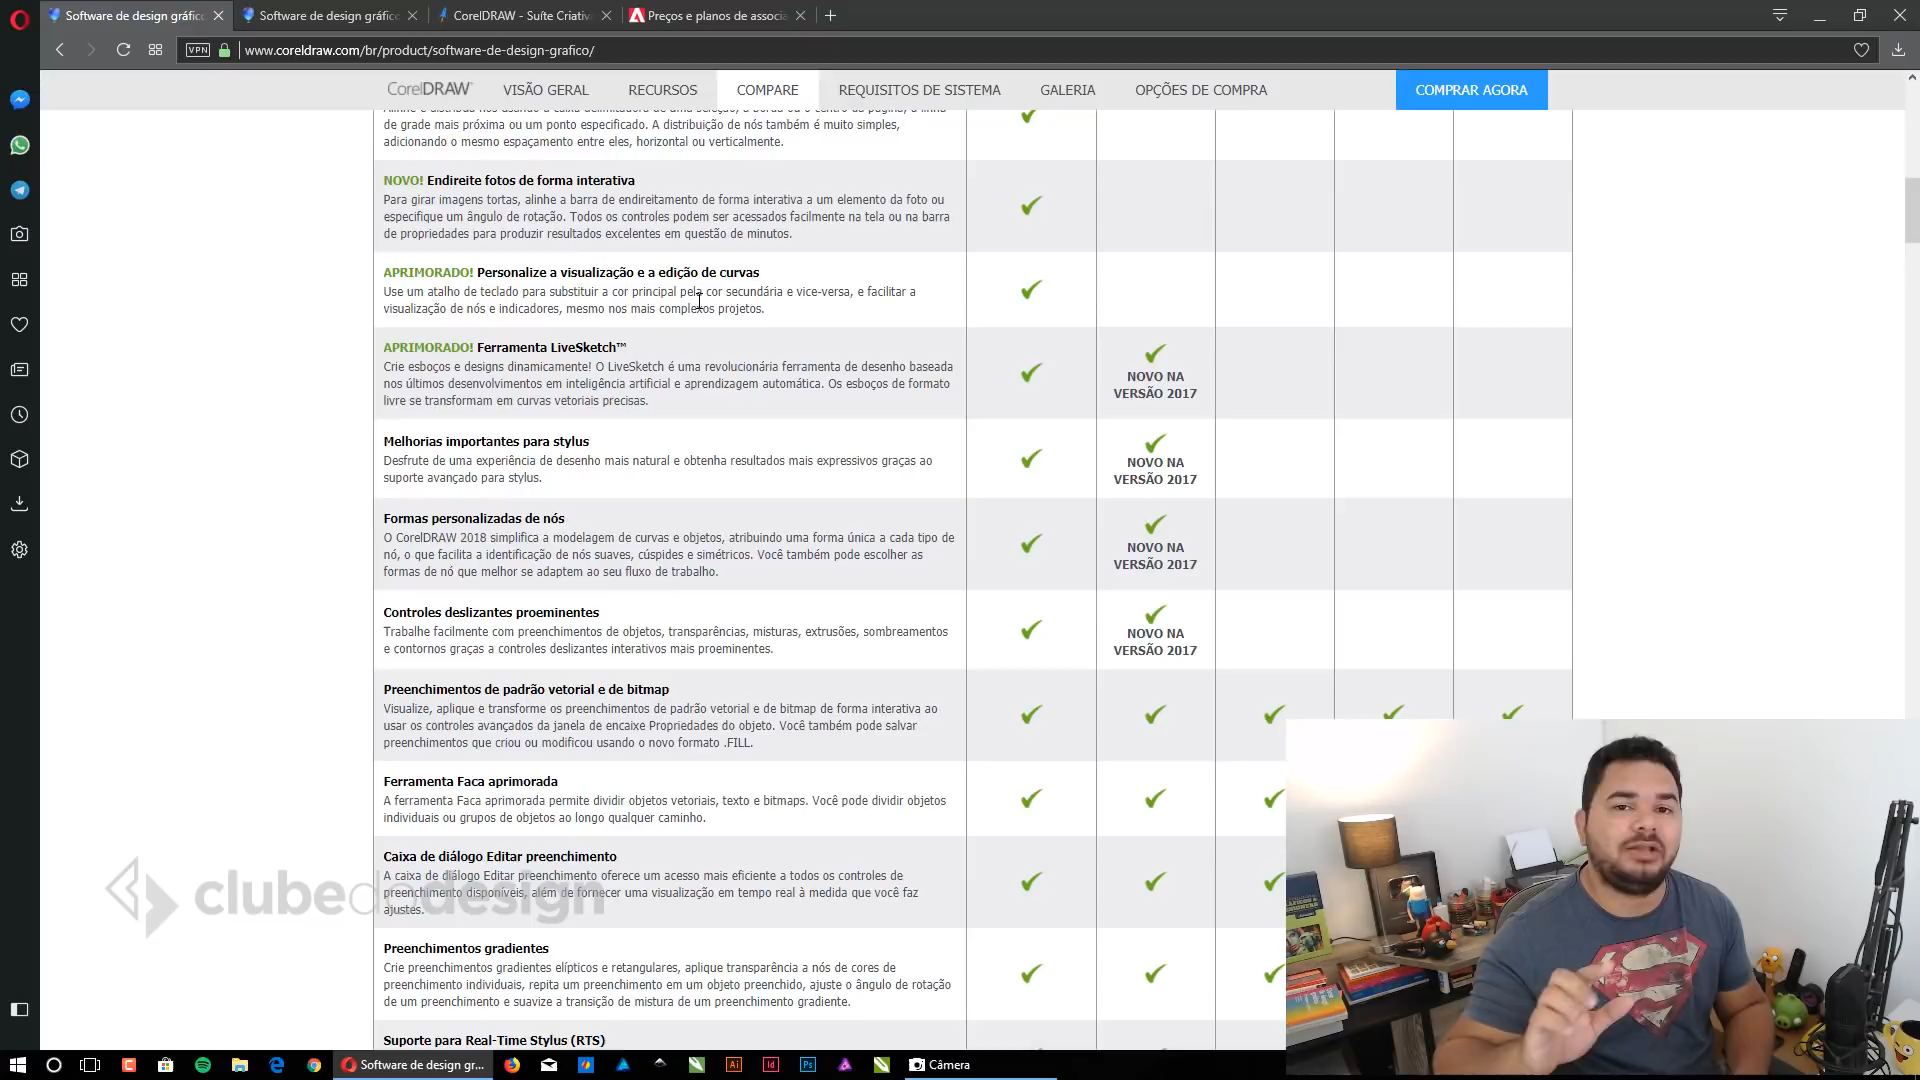 Software de design gráfico
Software de design gráfico
CorelDRAW - Suíte Criativa
Preços e planos de associa
VPN
www.coreldraw.com/br/product/software-de-design-grafico/
CorelDRAW
VISÃO GERAL
RECURSOS
COMPARE
REQUISITOS DE SISTEMA
GALERIA
OPÇÕES DE COMPRA
COMPRAR AGORA
de grade mais próxima ou um ponto especificado. A distribuição de nós também é muito simples,
adicionando o mesmo espaçamento entre eles, horizontal ou verticalmente.
NOVO! Endireite fotos de forma interativa
Para girar imagens tortas, alinhe a barra de endireitamento de forma interativa a um elemento da foto ou
especifique um ângulo de rotação. Todos os controles podem ser acessados facilmente na tela ou na barra
de propriedades para produzir resultados excelentes em questão de minutos.
APRIMORADO! Personalize a visualização e a edição de curvas
Use um atalho de teclado para substituir a cor principal pela cor secundária e vice-versa, e facilitar a
visualização de nós e indicadores, mesmo nos mais complexos projetos.
APRIMORADO! Ferramenta LiveSketch™
Crie esboços e designs dinamicamente! O LiveSketch é uma revolucionária ferramenta de desenho baseada
nos últimos desenvolvimentos em inteligência artificial e aprendizagem automática. Os esboços de formato
livre se transformam em curvas vetoriais precisas.
NOVO NA
VERSÃO 2017
Melhorias importantes para stylus
Desfrute de uma experiência de desenho mais natural e obtenha resultados mais expressivos graças ao
suporte avançado para stylus.
NOVO NA
VERSÃO 2017
Formas personalizadas de nós
O CorelDRAW 2018 simplifica a modelagem de curvas e objetos, atribuindo uma forma única a cada tipo de
nó, o que facilita a identificação de nós suaves, cúspides e simétricos. Você também pode escolher as
formas de nó que melhor se adaptem ao seu fluxo de trabalho.
NOVO NA
VERSÃO 2017
Controles deslizantes proeminentes
Trabalhe facilmente com preenchimentos de objetos, transparências, misturas, extrusões, sombreamentos
e contornos graças a controles deslizantes interativos mais proeminentes.
NOVO NA
VERSÃO 2017
Preenchimentos de padrão vetorial e de bitmap
Visualize, aplique e transforme os preenchimentos de padrão vetorial e de bitmap de forma interativa ao
usar os controles avançados da janela de encaixe Propriedades do objeto. Você também pode salvar
preenchimentos que criou ou modificou usando o novo formato .FILL.
Ferramenta Faca aprimorada
A ferramenta Faca aprimorada permite dividir objetos vetoriais, texto e bitmaps. Você pode dividir objetos
individuais ou grupos de objetos ao longo qualquer caminho.
Caixa de diálogo Editar preenchimento
A caixa de diálogo Editar preenchimento oferece um acesso mais eficiente a todos os controles de
preenchimento disponíveis, além de fornecer uma visualização em tempo real à medida que você faz
ajustes.
clubedodesign
Preenchimentos gradientes
Crie preenchimentos gradientes elípticos e retangulares, aplique transparência a nós de cores de
preenchimento individuais, repita um preenchimento em um objeto preenchido, ajuste o ângulo de rotação
de um preenchimento e suavize a transição de mistura de um preenchimento gradiente.
Suporte para Real-Time Stylus (RTS)
Software de design gr...
Ai
Id
Ps
Câmera